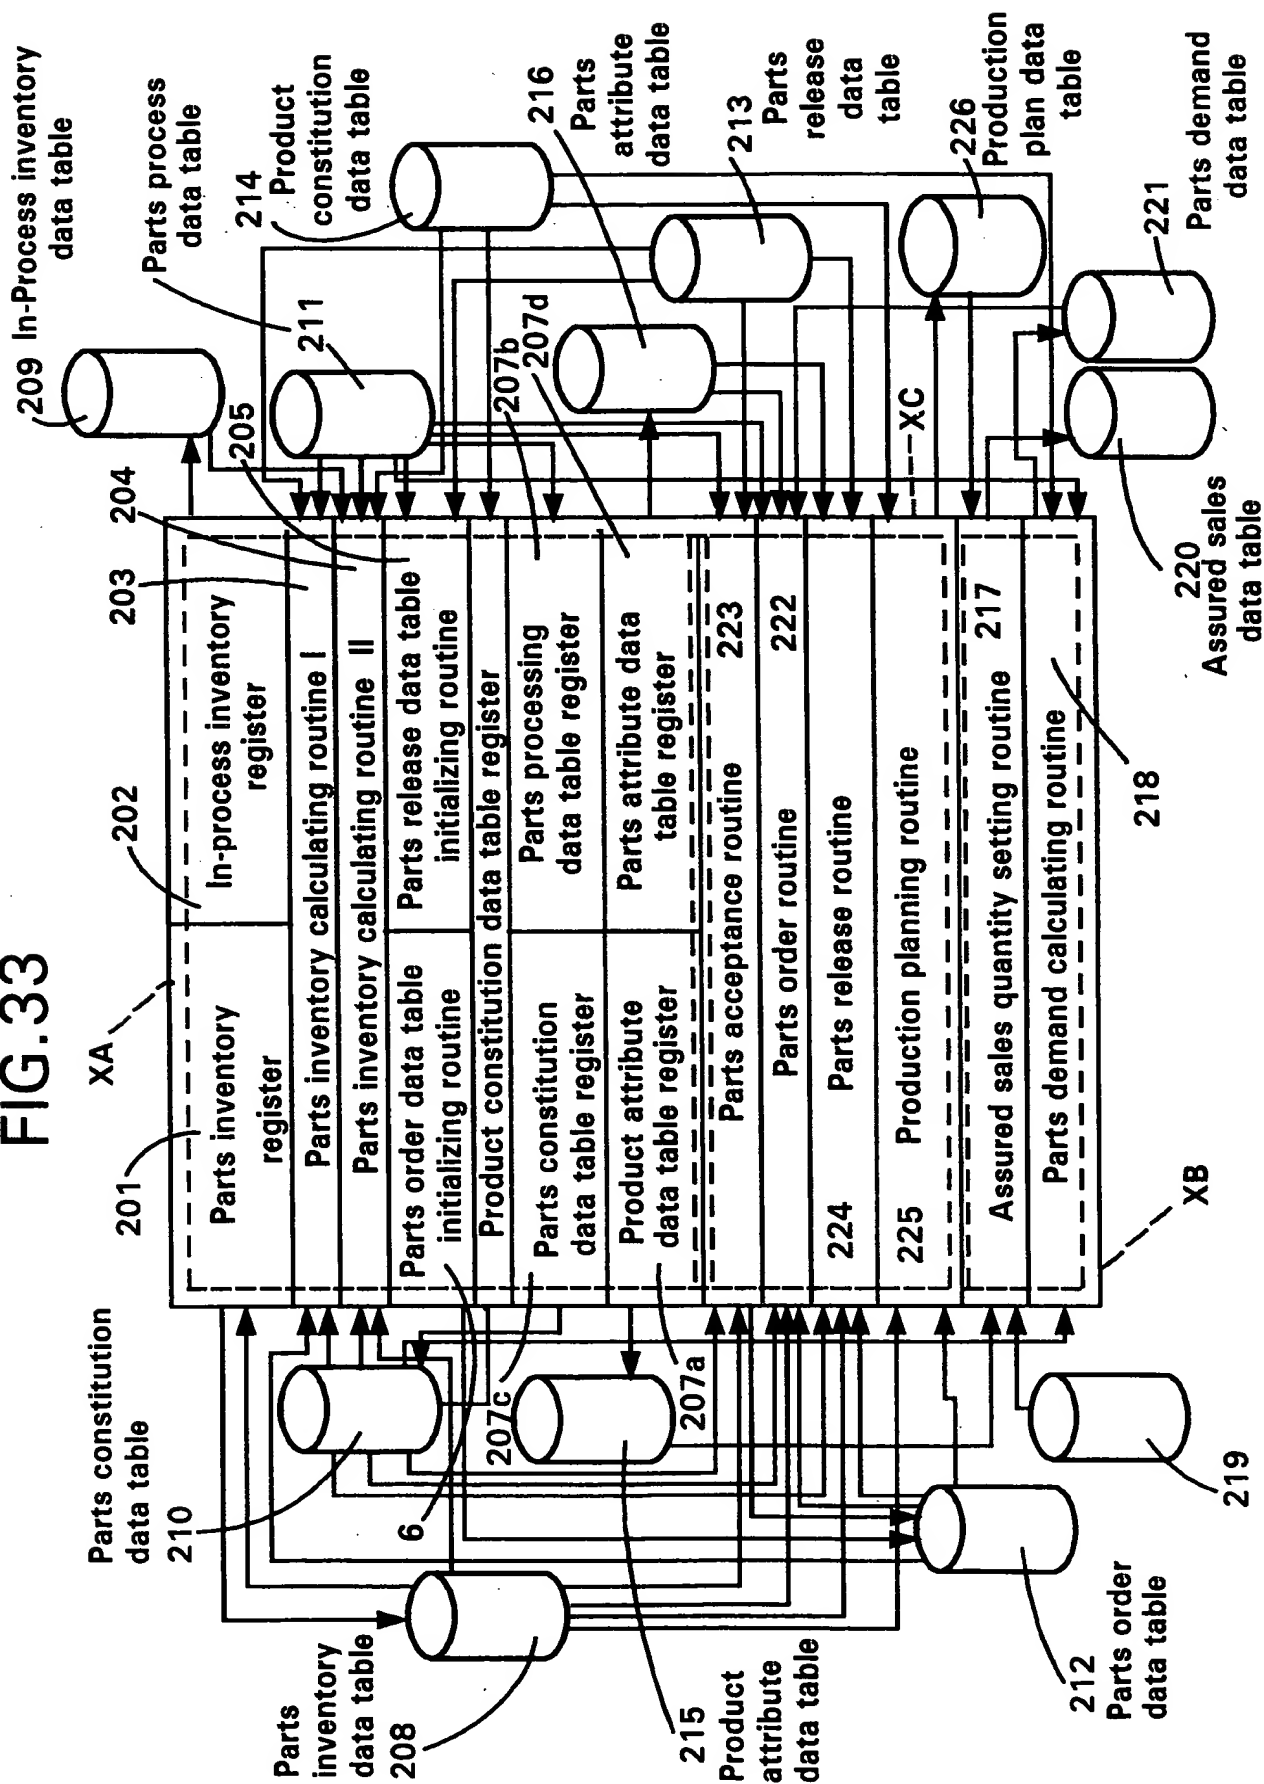 FIG.33
XA
201
202
203
204
205
209 In-Process inventory
data table
Parts process
data table
211
214
Product
constitution
data table
207b
207d
216
Parts
attribute
data table
213
Parts
release
data
table
226
Production
plan data
table
221
Parts demand
data table
220
Assured sales
data table
XC
Parts inventory
register
In-process inventory
register
Parts inventory calculating routine I
Parts inventory calculating routine II
Parts order data table
initializing routine
Parts release data table
initializing routine
Product constitution data table register
Parts constitution
data table register
Parts processing
data table register
Product attribute
data table register
Parts attribute data
table register
Parts acceptance routine
223
Parts order routine
222
224
Parts release routine
225
Production planning routine
Assured sales quantity setting routine
217
Parts demand calculating routine
218
XB
Parts constitution
data table
210
6
207c
207a
Parts
inventory
data table
208
215
Product
attribute
data table
212
Parts order
data table
219